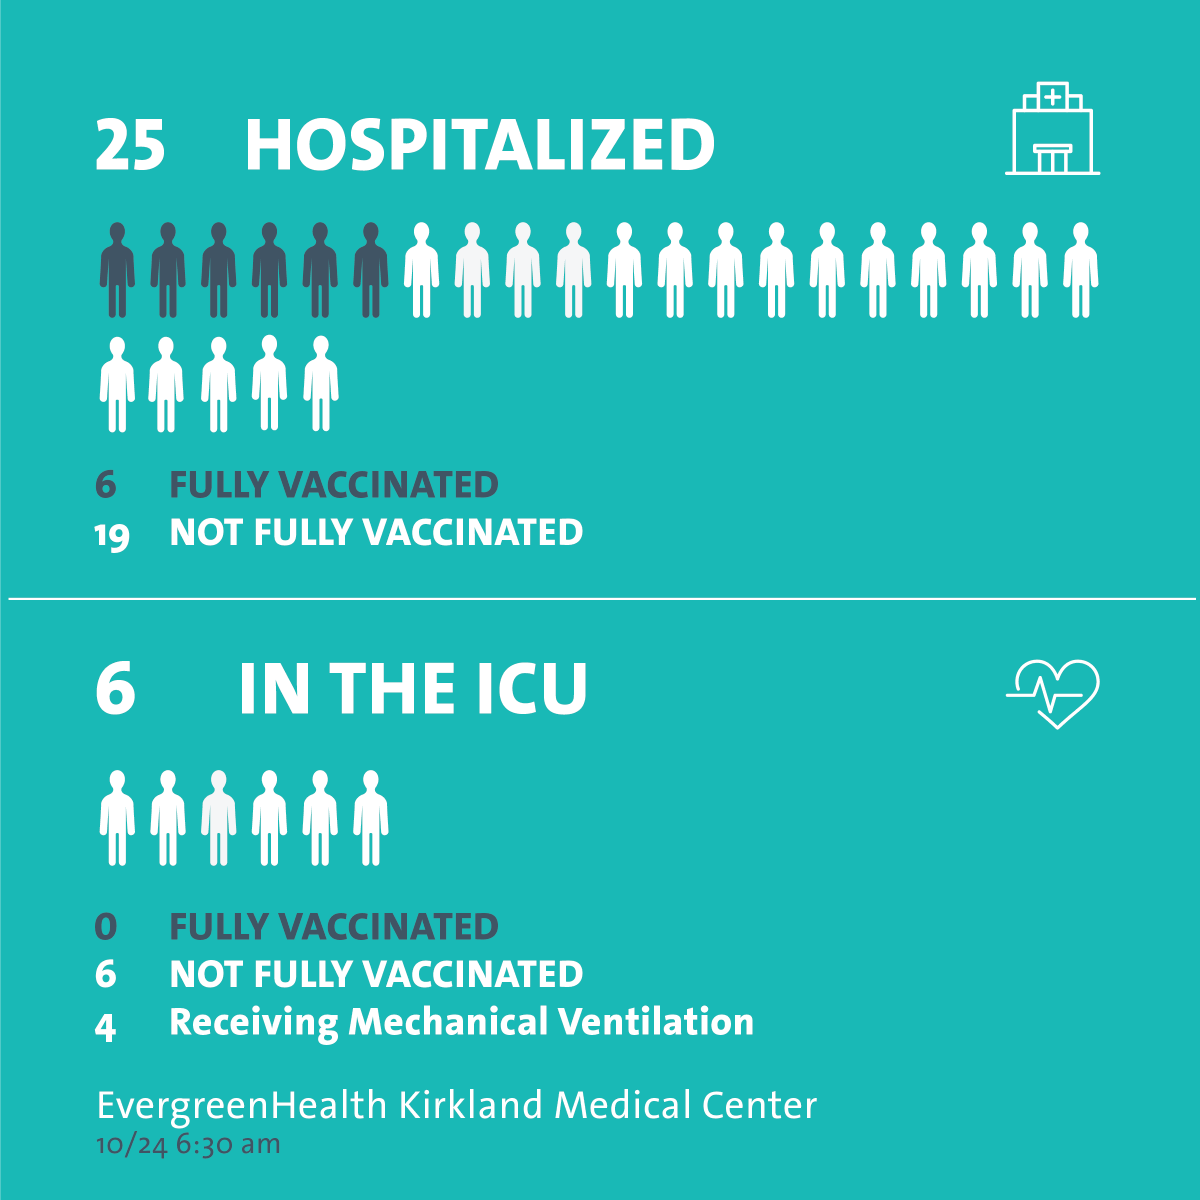 25 HOSPITALIZED
6 FULLY VACCINATED
19 NOT FULLY VACCINATED
6 IN THE ICU
0 FULLY VACCINATED
6 NOT FULLY VACCINATED
4 Receiving Mechanical Ventilation
EvergreenHealth Kirkland Medical Center
10/24 6:30 am